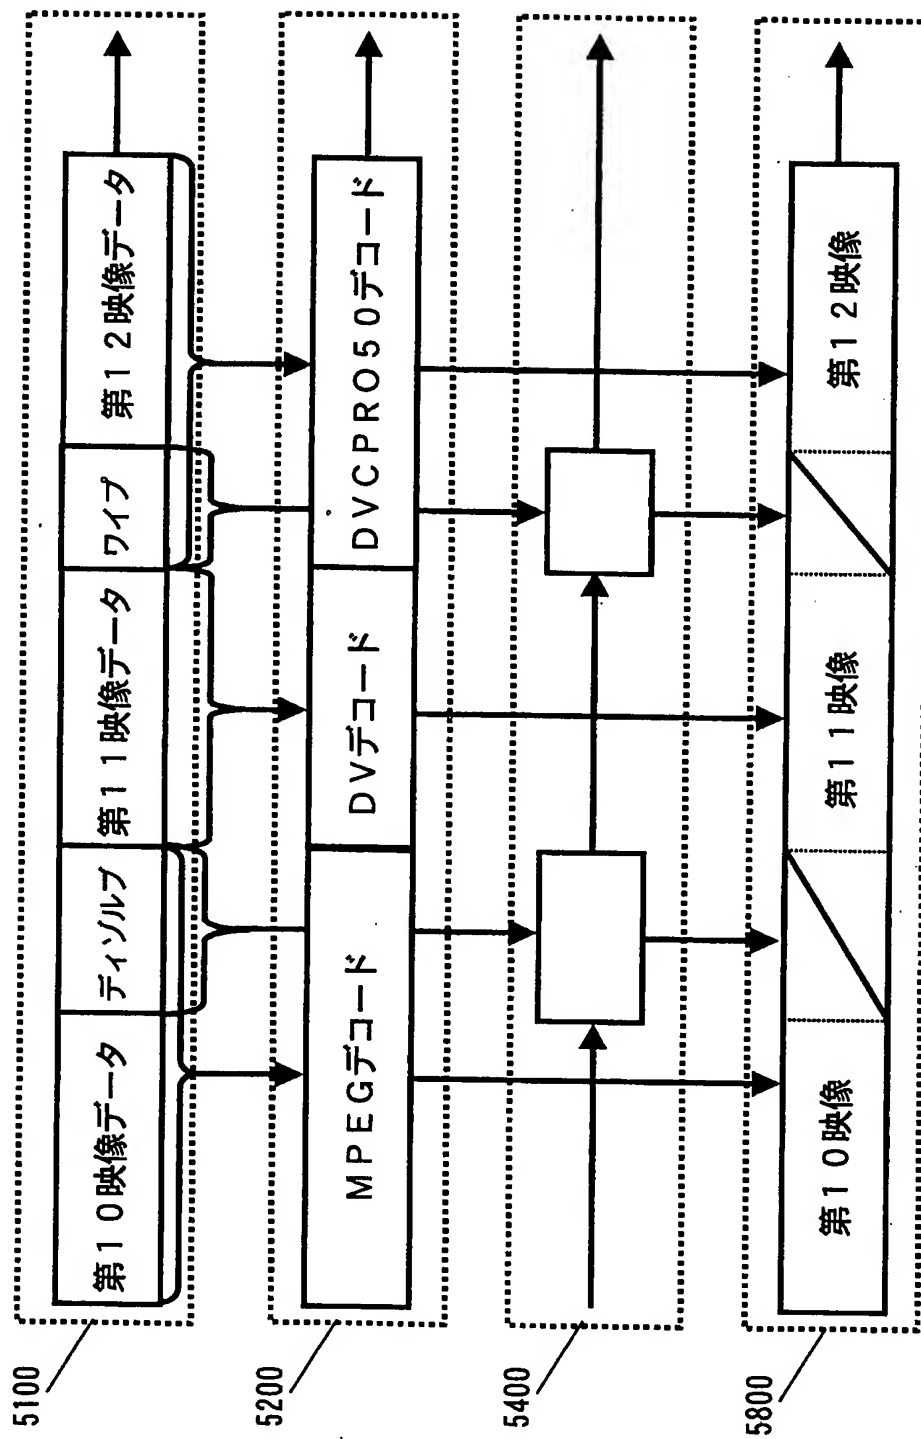 5100
第10映像データ
ディゾルブ
第11映像データ
ワイプ
第12映像データ
5200
MPEGデコード
DVデコード
DVCPRO50デコード
5400
5800
第10映像
第11映像
第12映像